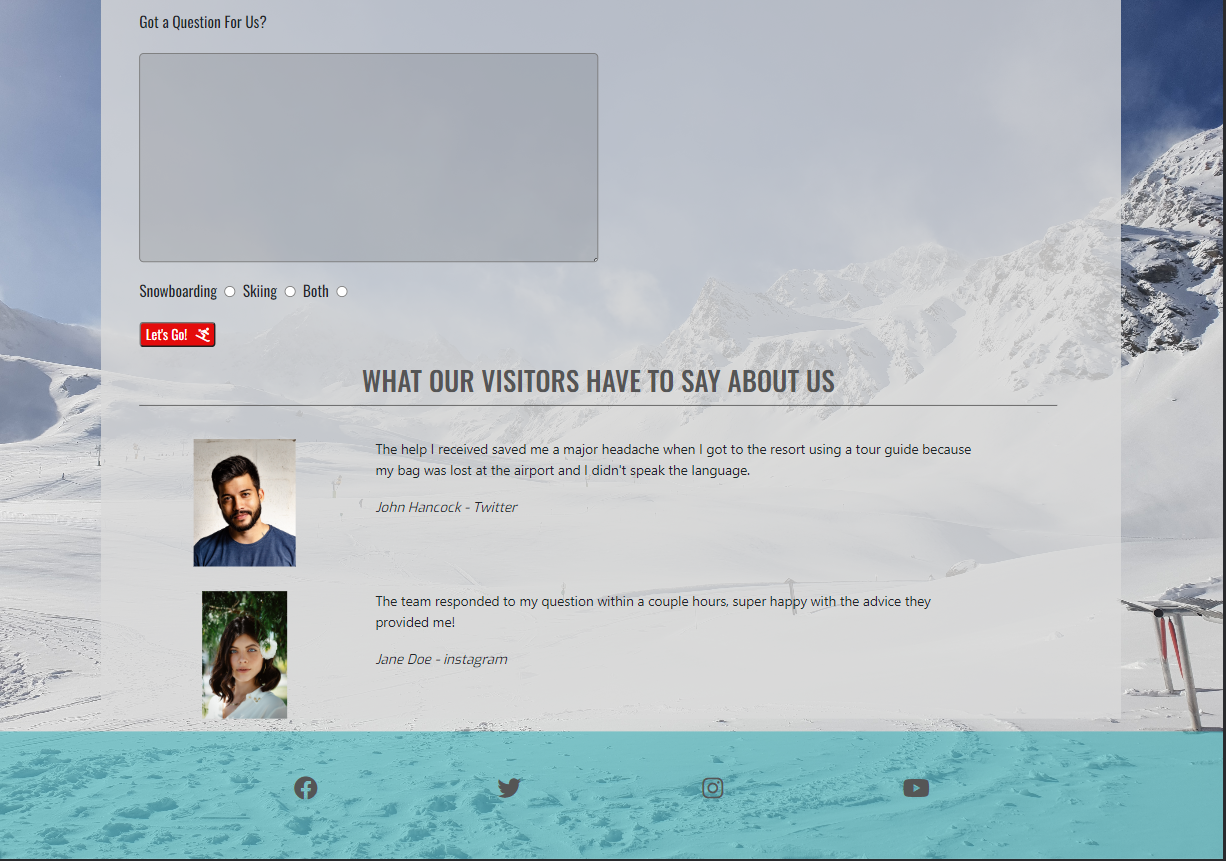 Got a Question For Us?
Snowboarding Skiing Both
Let's Go!
WHAT OUR VISITORS HAVE TO SAY ABOUT US
The help I received saved me a major headache when I got to the resort using a tour guide because
my bag was lost at the airport and I didn't speak the language.
John Hancock - Twitter
The team responded to my question within a couple hours, super happy with the advice they
provided me!
Jane Doe - instagram